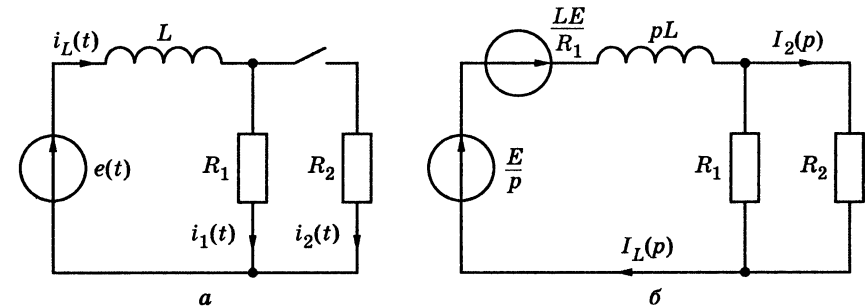 i_L(t)
L
e(t)
R_1
R_2
i_1(t)
i_2(t)
а
LE/R_1
pL
I_2(p)
E/p
R_1
R_2
I_L(p)
б